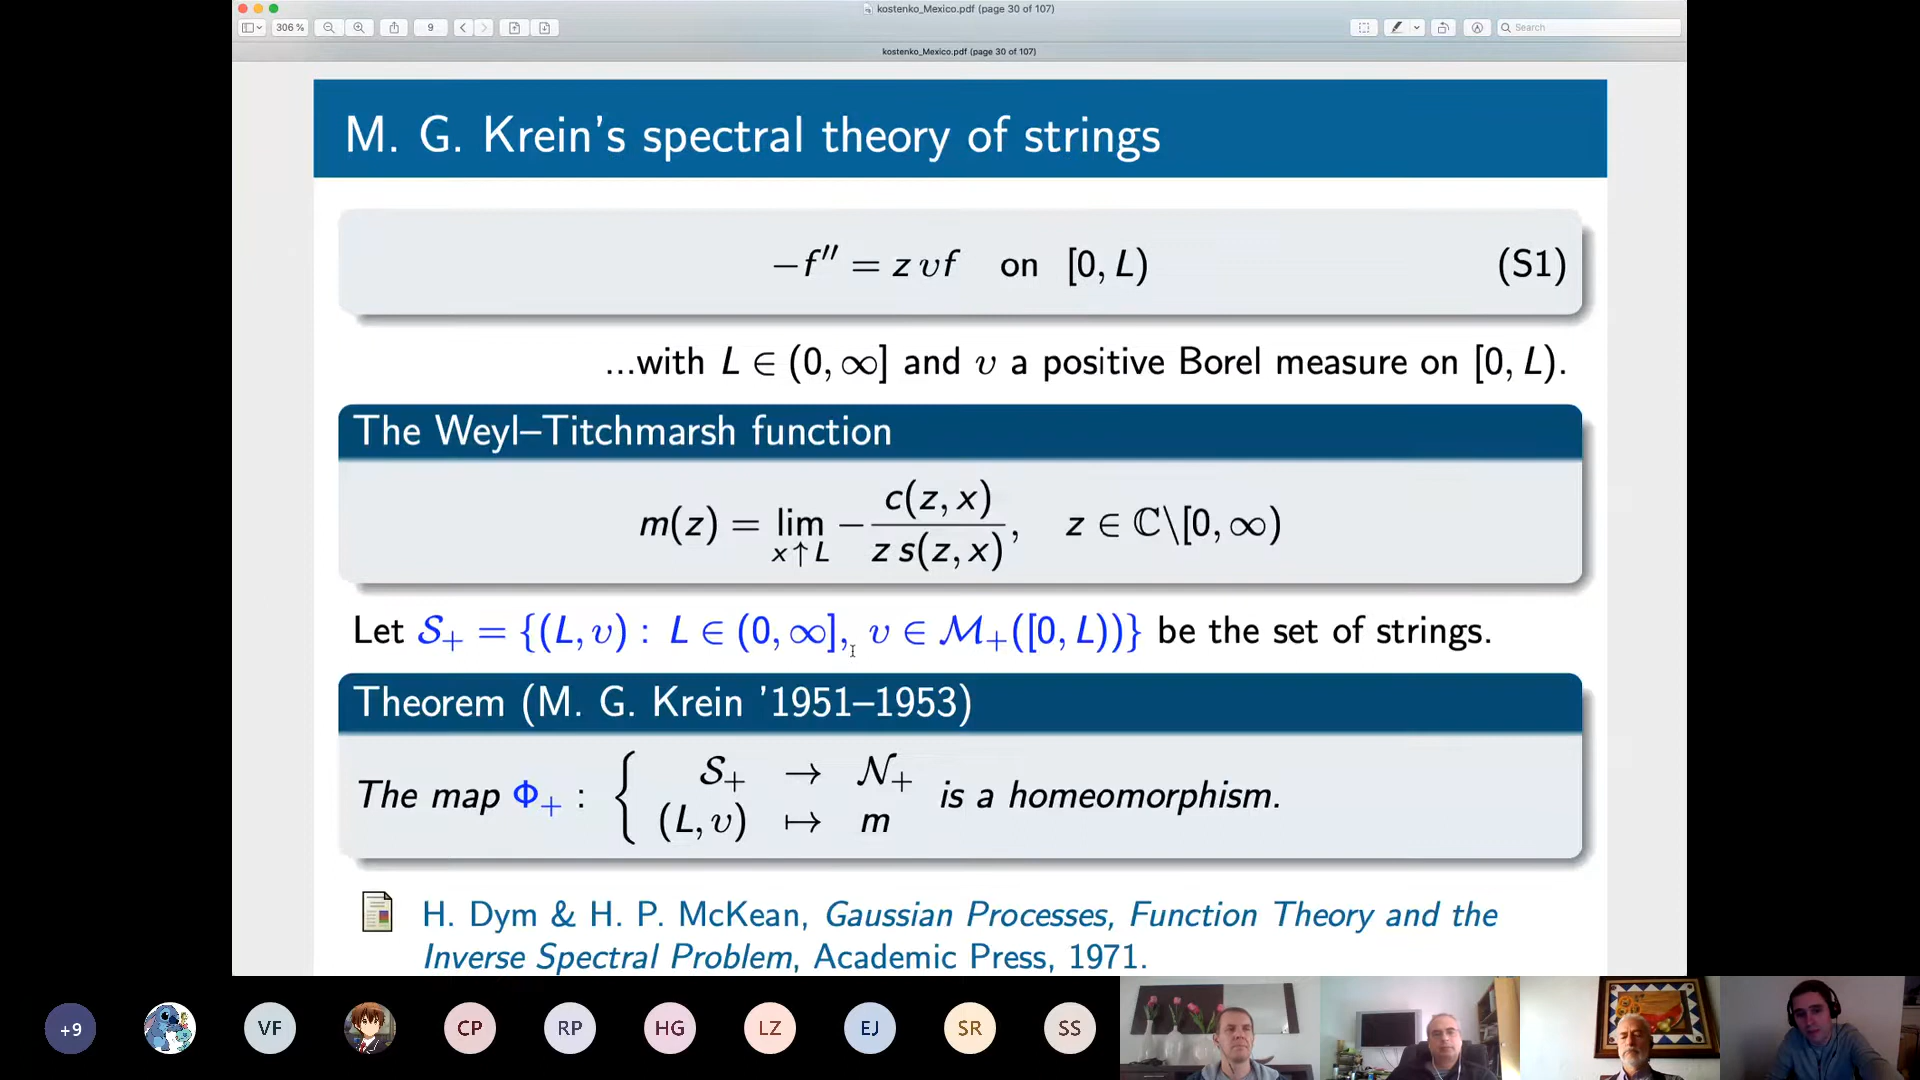 kostenko_Mexico.pdf (page 30 of 107)
306 %
9
Search
kostenko_Mexico.pdf (page 30 of 107)
M. G. Krein's spectral theory of strings
−f″ = z υf on [0, L) (S1)
...with L ∈ (0, ∞] and υ a positive Borel measure on [0, L).
The Weyl–Titchmarsh function
m(z) = lim_{x↑L} − c(z, x) / z s(z, x), z ∈ ℂ\[0, ∞)
Let 𝒮₊ = {(L, υ) : L ∈ (0, ∞], υ ∈ ℳ₊([0, L))} be the set of strings.
Theorem (M. G. Krein '1951–1953)
The map Φ₊ : { 𝒮₊ → 𝒩₊ is a homeomorphism.
(L, υ) ↦ m
H. Dym & H. P. McKean, Gaussian Processes, Function Theory and the
Inverse Spectral Problem, Academic Press, 1971.
+9 VF CP RP HG LZ EJ SR SS